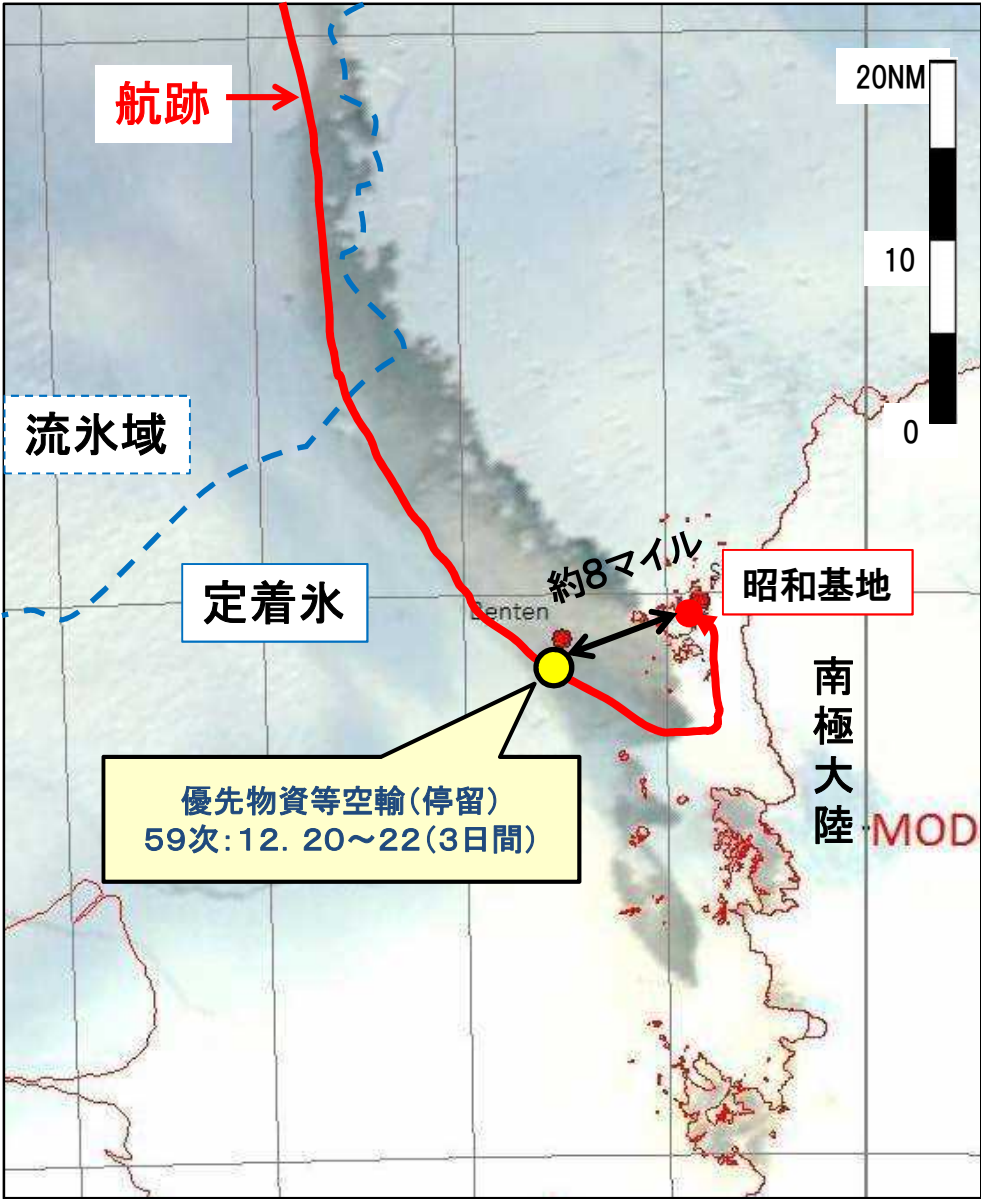 航跡
20NM
10
0
流氷域
定着氷
約8マイル
Benten
S
昭和基地
南極大陸
MOD
優先物資等空輸(停留)
59次:12. 20~22(3日間)